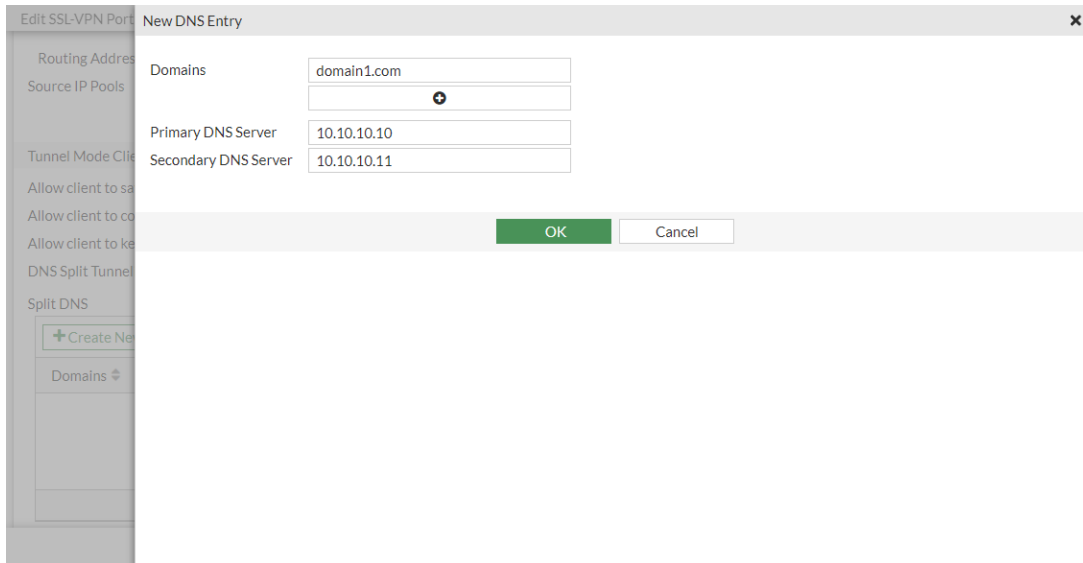 Edit SSL-VPN Port
New DNS Entry
Routing Addres
Source IP Pools
Domains
domain1.com
Primary DNS Server
10.10.10.10
Secondary DNS Server
10.10.10.11
Tunnel Mode Clie
Allow client to sa
Allow client to co
Allow client to ke
DNS Split Tunnel
OK
Cancel
Split DNS
Create Ne
Domains